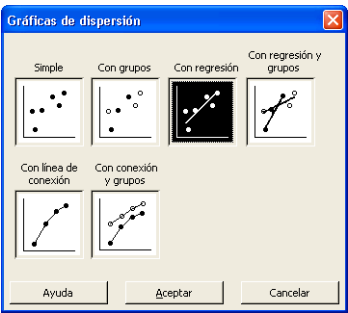 Gráficas de dispersión
Simple
Con grupos
Con regresión
Con regresión y
grupos
Con línea de
conexión
Con conexión
y grupos
Ayuda
Aceptar
Cancelar